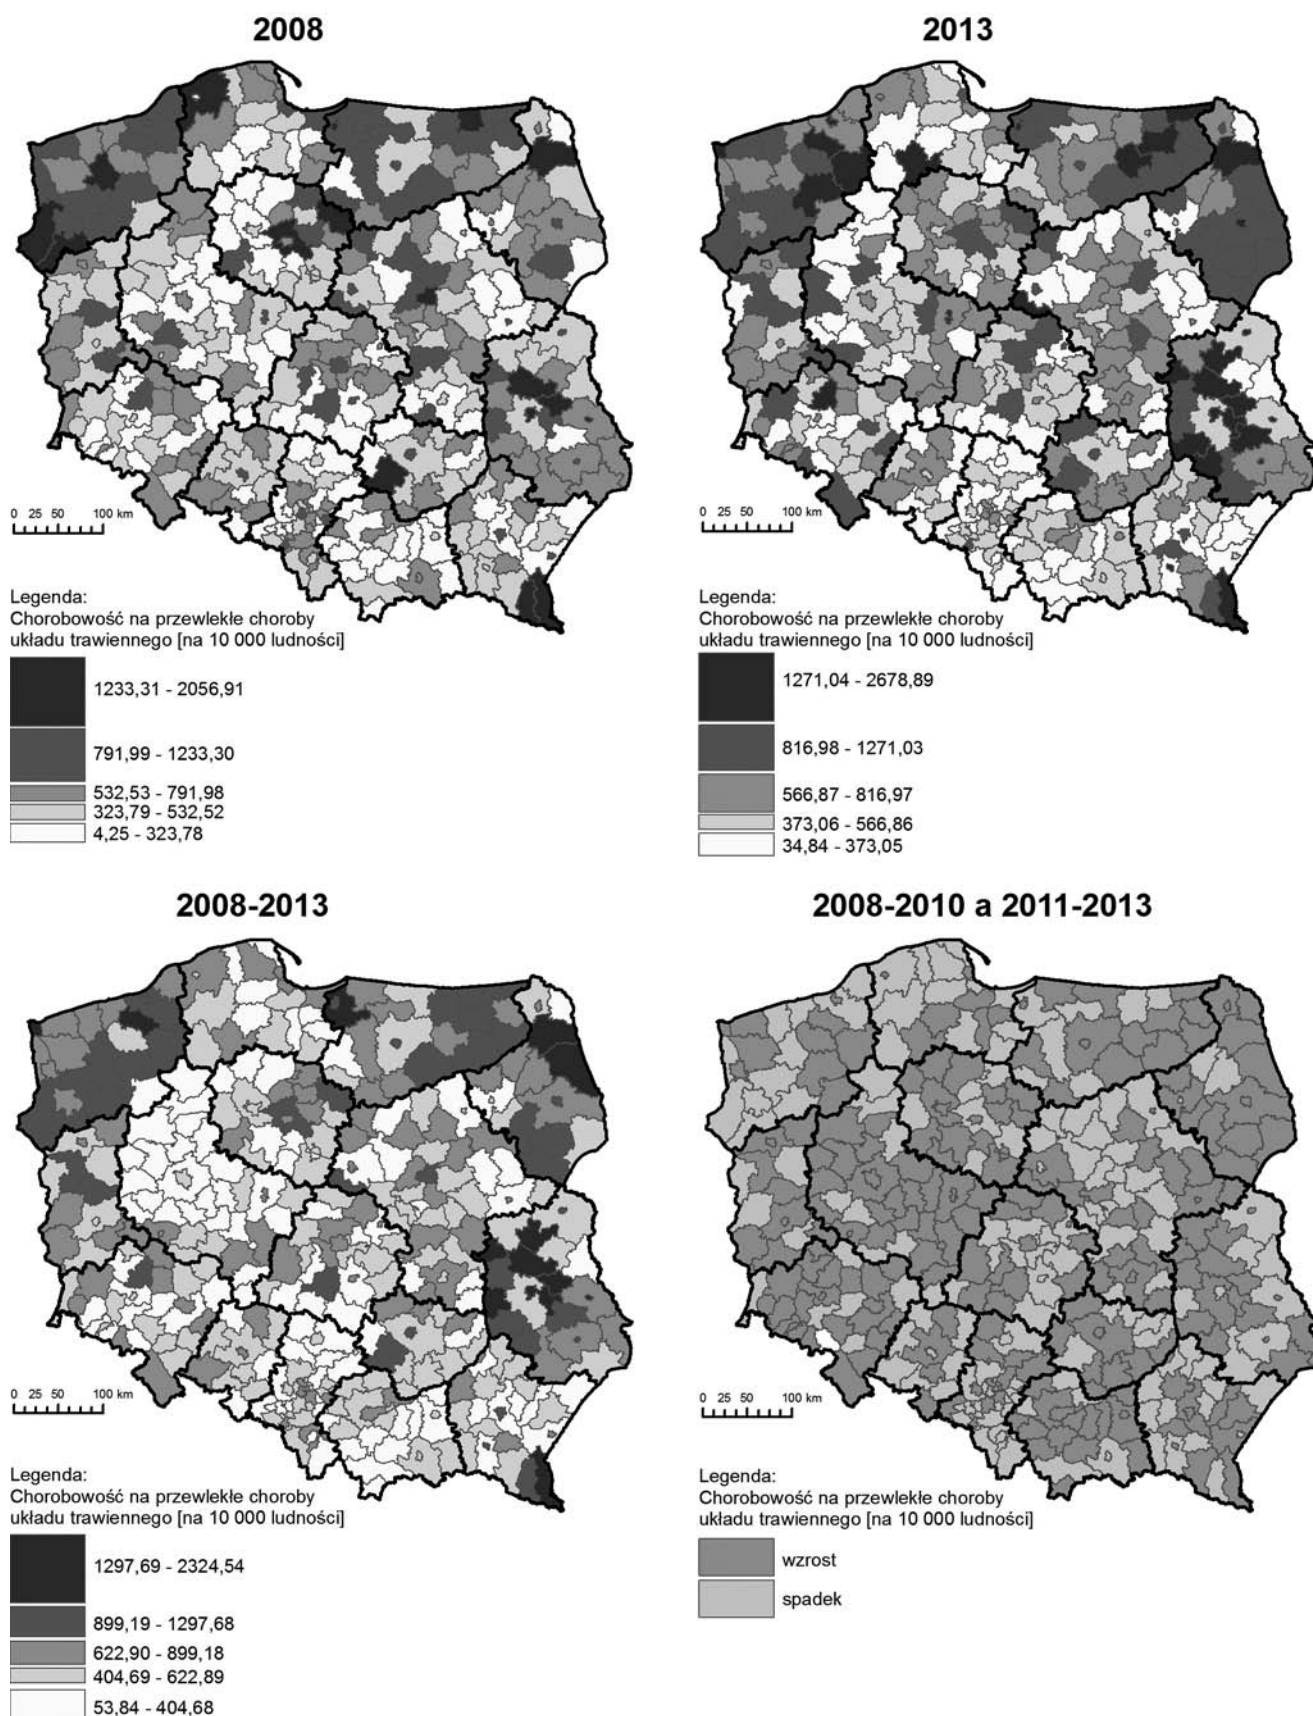 2008
0 25 50 100 km
Legenda:
Chorobowość na przewlekłe choroby
układu trawiennego [na 10 000 ludności]
1233,31 - 2056,91
791,99 - 1233,30
532,53 - 791,98
323,79 - 532,52
4,25 - 323,78
2013
0 25 50 100 km
Legenda:
Chorobowość na przewlekłe choroby
układu trawiennego [na 10 000 ludności]
1271,04 - 2678,89
816,98 - 1271,03
566,87 - 816,97
373,06 - 566,86
34,84 - 373,05
2008-2013
0 25 50 100 km
Legenda:
Chorobowość na przewlekłe choroby
układu trawiennego [na 10 000 ludności]
1297,69 - 2324,54
899,19 - 1297,68
622,90 - 899,18
404,69 - 622,89
53,84 - 404,68
2008-2010 a 2011-2013
0 25 50 100 km
Legenda:
Chorobowość na przewlekłe choroby
układu trawiennego [na 10 000 ludności]
wzrost
spadek